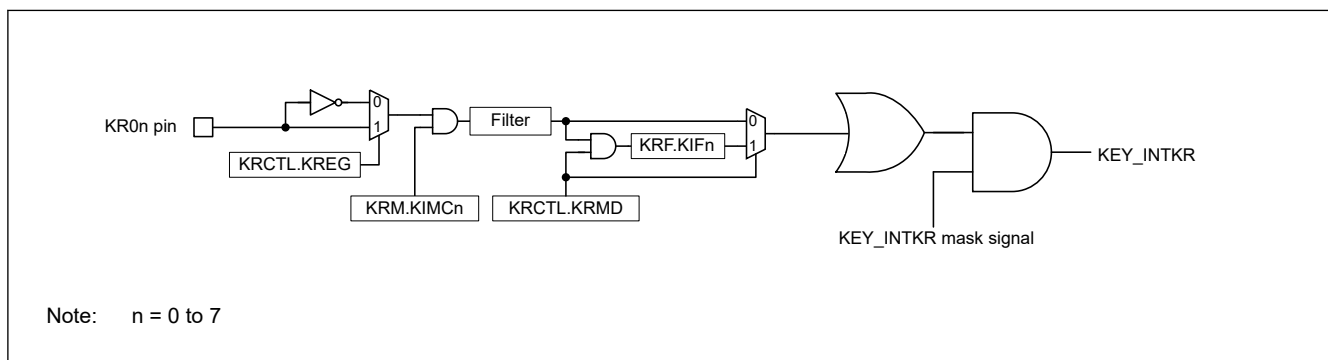 KR0n pin
0
1
KRCTL.KREG
KRM.KIMCn
Filter
KRF.KIFn
KRCTL.KRMD
0
1
KEY_INTKR
KEY_INTKR mask signal
Note: n = 0 to 7